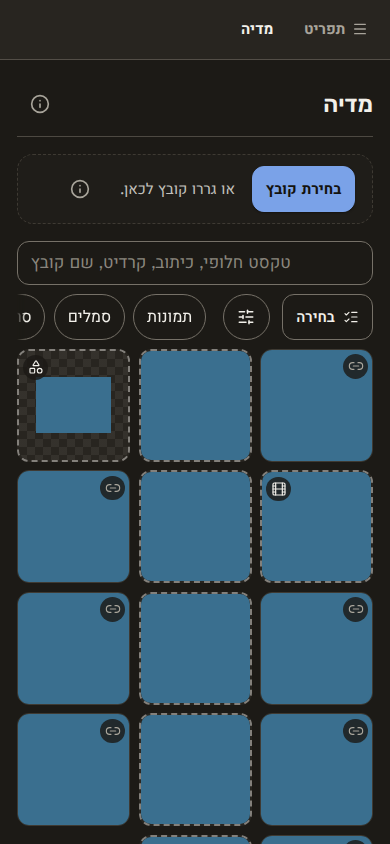 תפריט
מדיה
מדיה
בחירת קובץ
או גררו קובץ לכאן.
טקסט חלופי, כיתוב, קרדיט, שם קובץ
בחירה
תמונות
סמלים